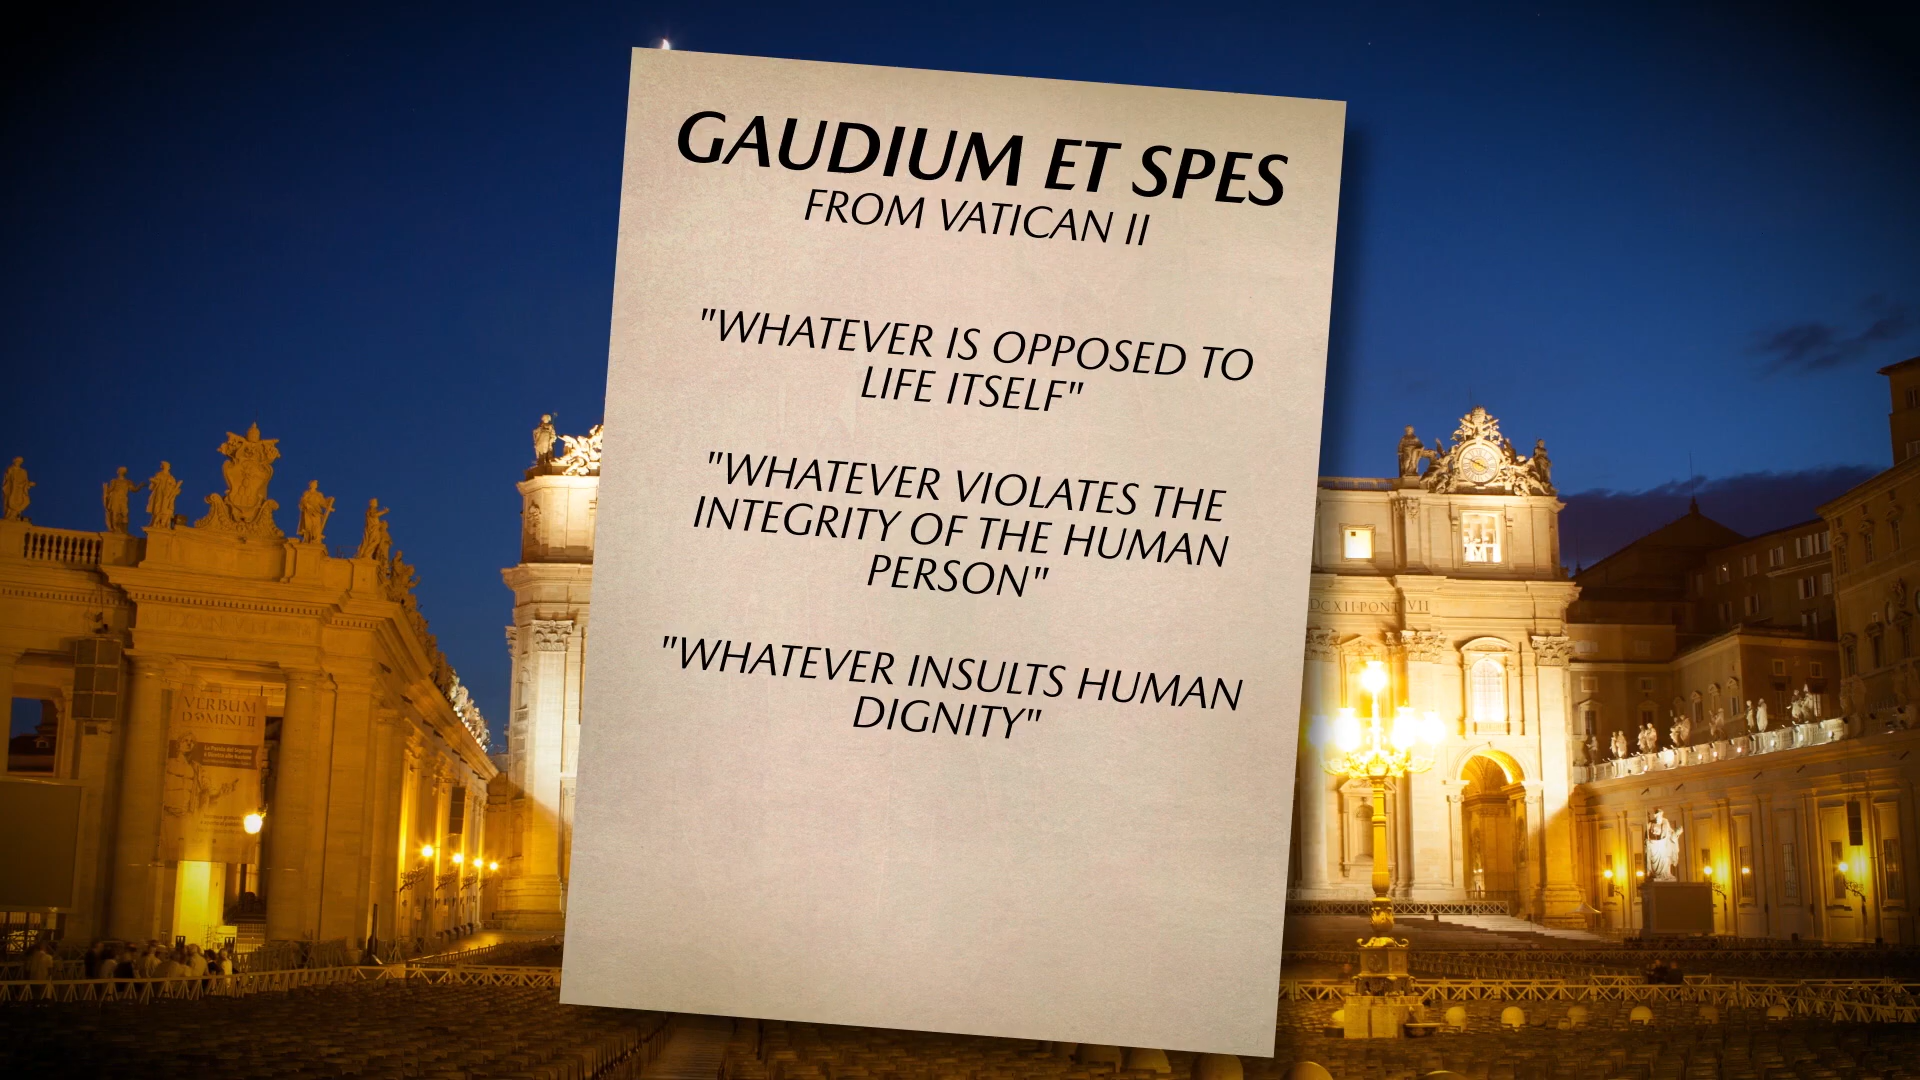 GAUDIUM ET SPES
FROM VATICAN II
"WHATEVER IS OPPOSED TO
LIFE ITSELF"
"WHATEVER VIOLATES THE
INTEGRITY OF THE HUMAN
PERSON"
"WHATEVER INSULTS HUMAN
DIGNITY"
VERBUM
DOMINI II